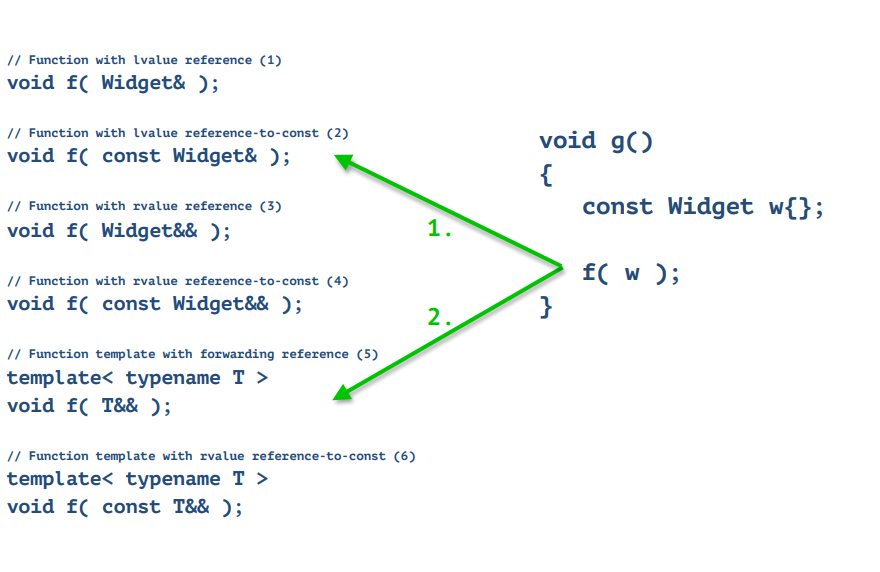 // Function with lvalue reference (1)
void f( Widget& );
// Function with lvalue reference-to-const (2)
void f( const Widget& );
// Function with rvalue reference (3)
void f( Widget&& );
// Function with rvalue reference-to-const (4)
void f( const Widget&& );
// Function template with forwarding reference (5)
template< typename T >
void f( T&& );
// Function template with rvalue reference-to-const (6)
template< typename T >
void f( const T&& );
1.
2.
void g()
{
const Widget w{};
f( w );
}